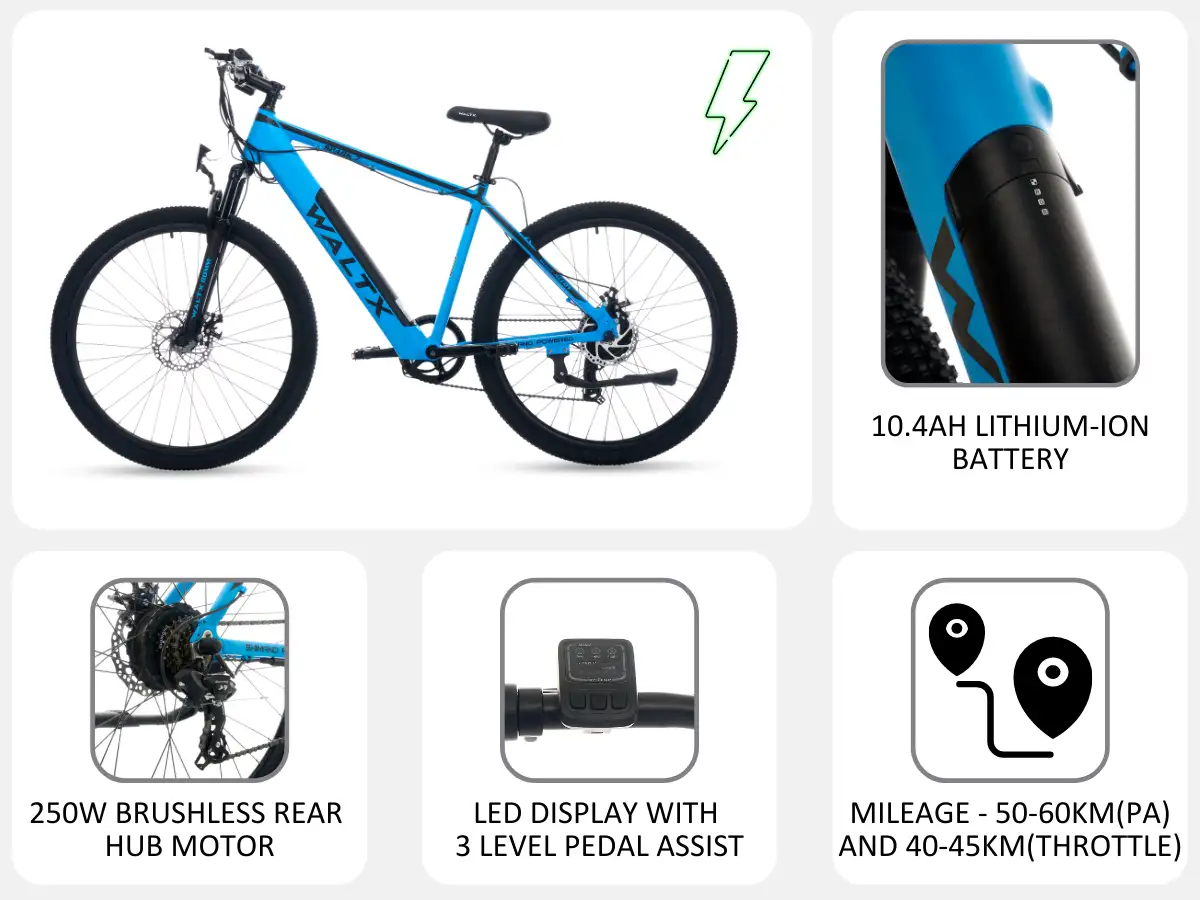 WALTX
WALTX
10.4AH LITHIUM-ION
BATTERY
250W BRUSHLESS REAR
HUB MOTOR
LED DISPLAY WITH
3 LEVEL PEDAL ASSIST
MILEAGE - 50-60KM(PA)
AND 40-45KM(THROTTLE)